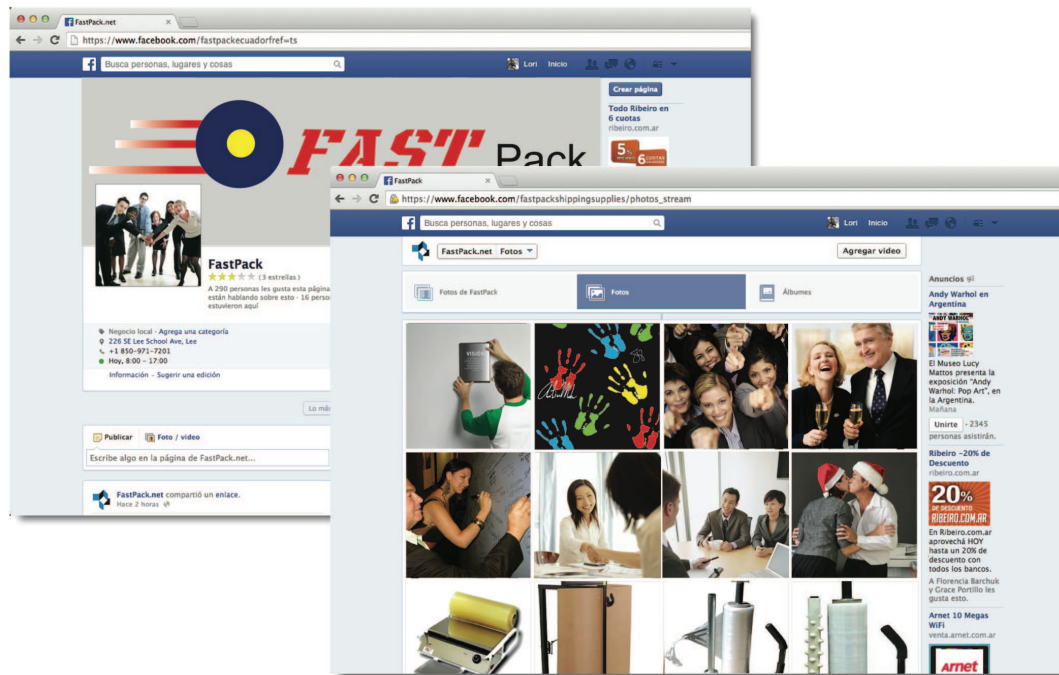 FastPack.net
https://www.facebook.com/fastpackecuadorfref=ts
Busca personas, lugares y cosas
Lori Inicio
FAST Pack
Crear página
Todo Ribeiro en
6 cuotas
ribeiro.com.ar
5%
6 CUOTAS
FastPack
(3 estrellas)
A 290 personas les gusta esta página
están hablando sobre esto - 16 perso
estuvieron aquí
Negocio local - Agrega una categoría
226 SE Lee School Ave, Lee
+1 850-971-7201
Hoy, 8:00 - 17:00
Información - Sugerir una edición
Lo más
Publicar Foto / video
Escribe algo en la página de FastPack.net...
FastPack.net compartió un enlace.
Hace 2 horas
FastPack
https://www.facebook.com/fastpackshippingsupplies/photos_stream
Busca personas, lugares y cosas
Lori Inicio
FastPack.net Fotos
Agregar video
Fotos de FastPack
Fotos
Álbumes
VISION
Anuncios
Andy Warhol en
Argentina
ANDY WARHOL
El Museo Lucy
Mattos presenta la
exposición "Andy
Warhol: Pop Art", en
la Argentina.
Mañana
Unirte - 2345
personas asistirán.
Ribeiro -20% de
Descuento
ribeiro.com.ar
20%
DE DESCUENTO
RIBEIRO.COM.AR
En Ribeiro.com.ar
aprovechá HOY
hasta un 20% de
descuento con
todos los bancos.
A Florencia Barchuk
y Grace Portillo les
gusta esto.
Arnet 10 Megas
WiFi
venta.arnet.com.ar
Arnet